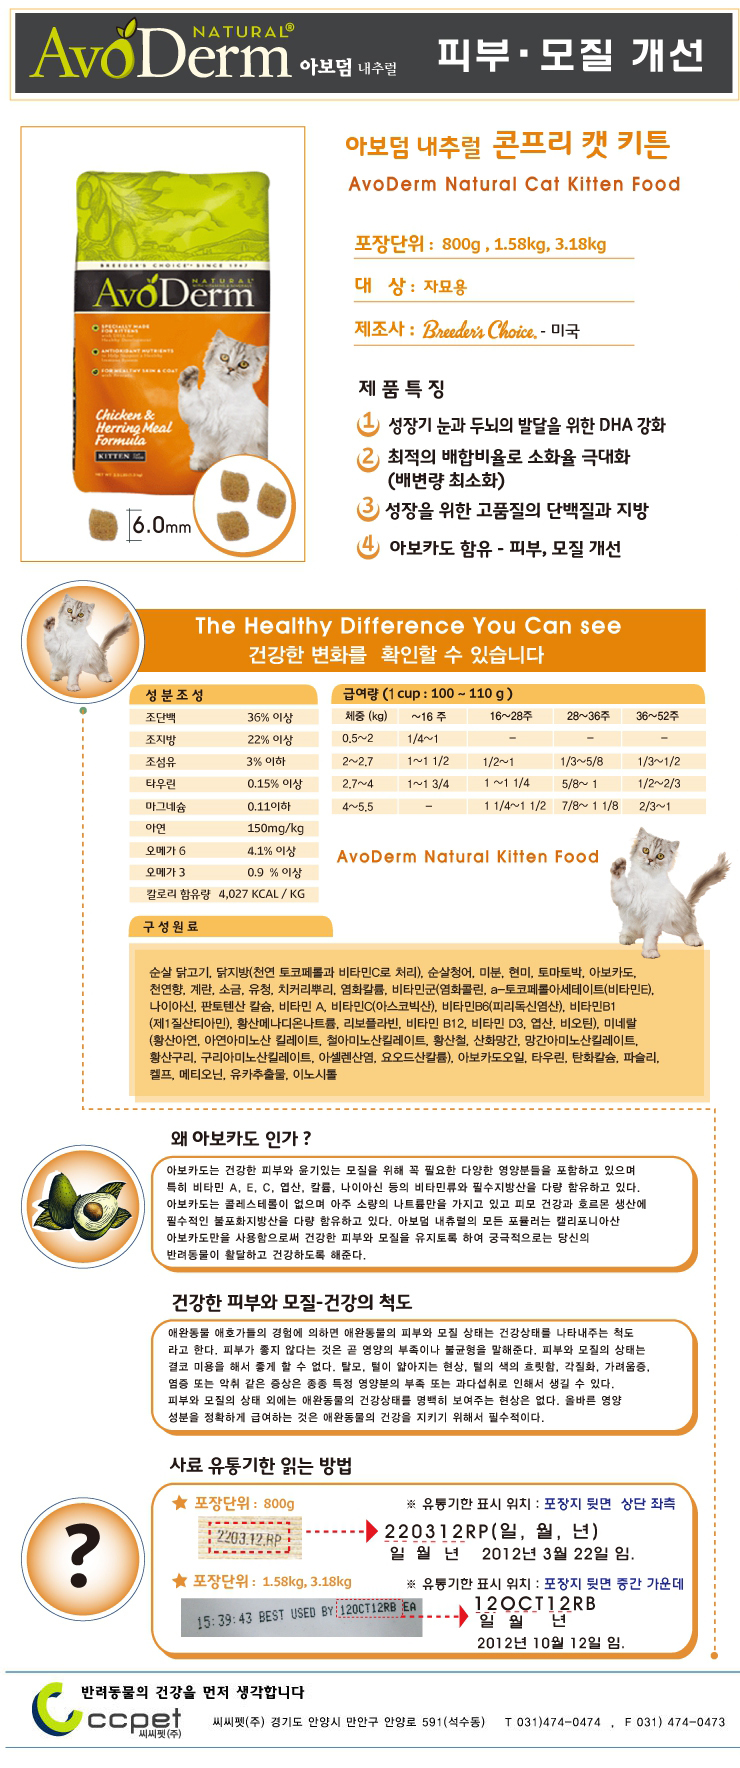 NATURAL®
AvoDerm 아보덤 내추럴 피부·모질 개선
아보덤 내추럴 콘프리 캣 키튼
AvoDerm Natural Cat Kitten Food
포장단위 : 800g , 1.58kg, 3.18kg
대 상 : 자묘용
제조사 : Breeder's Choice. - 미국
BREEDER'S CHOICE SINCE 1947
NATURAL
AvoDerm
SPECIALLY MADE
FOR KITTENS
ANTIOXIDANT NUTRIENTS
FOR HEALTHY SKIN & COAT
Chicken &
Herring Meal
Formula
KITTEN
6.0mm
제 품 특 징
1 성장기 눈과 두뇌의 발달을 위한 DHA 강화
2 최적의 배합비율로 소화율 극대화
(배변량 최소화)
3 성장을 위한 고품질의 단백질과 지방
4 아보카도 함유 - 피부, 모질 개선
The Healthy Difference You Can see
건강한 변화를 확인할 수 있습니다
성 분 조 성
조단백 36% 이상
조지방 22% 이상
조섬유 3% 이하
타우린 0.15% 이상
마그네슘 0.11이하
아연 150mg/kg
오메가 6 4.1% 이상
오메가 3 0.9 % 이상
칼로리 함유량 4,027 KCAL / KG
급여량 (1 cup : 100 ~ 110 g )
체중 (kg) ~16 주 16~28주 28~36주 36~52주
0.5~2 1/4~1 – – –
2~2.7 1~1 1/2 1/2~1 1/3~5/8 1/3~1/2
2.7~4 1~1 3/4 1 ~1 1/4 5/8~ 1 1/2~2/3
4~5.5 – 1 1/4~1 1/2 7/8~ 1 1/8 2/3~1
AvoDerm Natural Kitten Food
구 성 원 료
순살 닭고기, 닭지방(천연 토코페롤과 비타민C로 처리), 순살청어, 미분, 현미, 토마토박, 아보카도,
천연향, 계란, 소금, 유청, 치커리뿌리, 염화칼륨, 비타민군(염화콜린, a-토코페롤아세테이트(비타민E),
나이아신, 판토텐산 칼슘, 비타민 A, 비타민C(아스코빅산), 비타민B6(피리독신염산), 비타민B1
(제1질산티아민), 황산메나디온나트륨, 리보플라빈, 비타민 B12, 비타민 D3, 엽산, 비오틴), 미네랄
(황산아연, 아연아미노산 킬레이트, 철아미노산킬레이트, 황산철, 산화망간, 망간아미노산킬레이트,
황산구리, 구리아미노산킬레이트, 아셀렌산염, 요오드산칼륨), 아보카도오일, 타우린, 탄화칼슘, 파슬리,
켈프, 메티오닌, 유카추출물, 이노시톨
왜 아보카도 인가 ?
아보카도는 건강한 피부와 윤기있는 모질을 위해 꼭 필요한 다양한 영양분들을 포함하고 있으며
특히 비타민 A, E, C, 엽산, 칼륨, 나이아신 등의 비타민류와 필수지방산을 다량 함유하고 있다.
아보카도는 콜레스테롤이 없으며 아주 소량의 나트륨만을 가지고 있고 피모 건강과 호르몬 생산에
필수적인 불포화지방산을 다량 함유하고 있다. 아보덤 내츄럴의 모든 포뮬러는 캘리포니아산
아보카도만을 사용함으로써 건강한 피부와 모질을 유지토록 하여 궁극적으로는 당신의
반려동물이 활달하고 건강하도록 해준다.
건강한 피부와 모질-건강의 척도
애완동물 애호가들의 경험에 의하면 애완동물의 피부와 모질 상태는 건강상태를 나타내주는 척도
라고 한다. 피부가 좋지 않다는 것은 곧 영양의 부족이나 불균형을 말해준다. 피부와 모질의 상태는
결코 미용을 해서 좋게 할 수 없다. 탈모, 털이 얇아지는 현상, 털의 색의 흐릿함, 각질화, 가려움증,
염증 또는 악취 같은 증상은 종종 특정 영양분의 부족 또는 과다섭취로 인해서 생길 수 있다.
피부와 모질의 상태 외에는 애완동물의 건강상태를 명백히 보여주는 현상은 없다. 올바른 영양
성분을 정확하게 급여하는 것은 애완동물의 건강을 지키기 위해서 필수적이다.
사료 유통기한 읽는 방법
?
★ 포장단위 : 800g ※ 유통기한 표시 위치 : 포장지 뒷면 상단 좌측
2203.12.RP 220312RP(일, 월, 년)
일 월 년 2012년 3월 22일 임.
★ 포장단위 : 1.58kg, 3.18kg ※ 유통기한 표시 위치 : 포장지 뒷면 중간 가운데
15:39:43 BEST USED BY 12OCT12RB EA 12OCT12RB
일 월 년
2012년 10월 12일 임.
반려동물의 건강을 먼저 생각합니다
ccpet
씨씨펫(주)
씨씨펫(주) 경기도 안양시 만안구 안양로 591(석수동) T 031)474-0474 , F 031) 474-0473